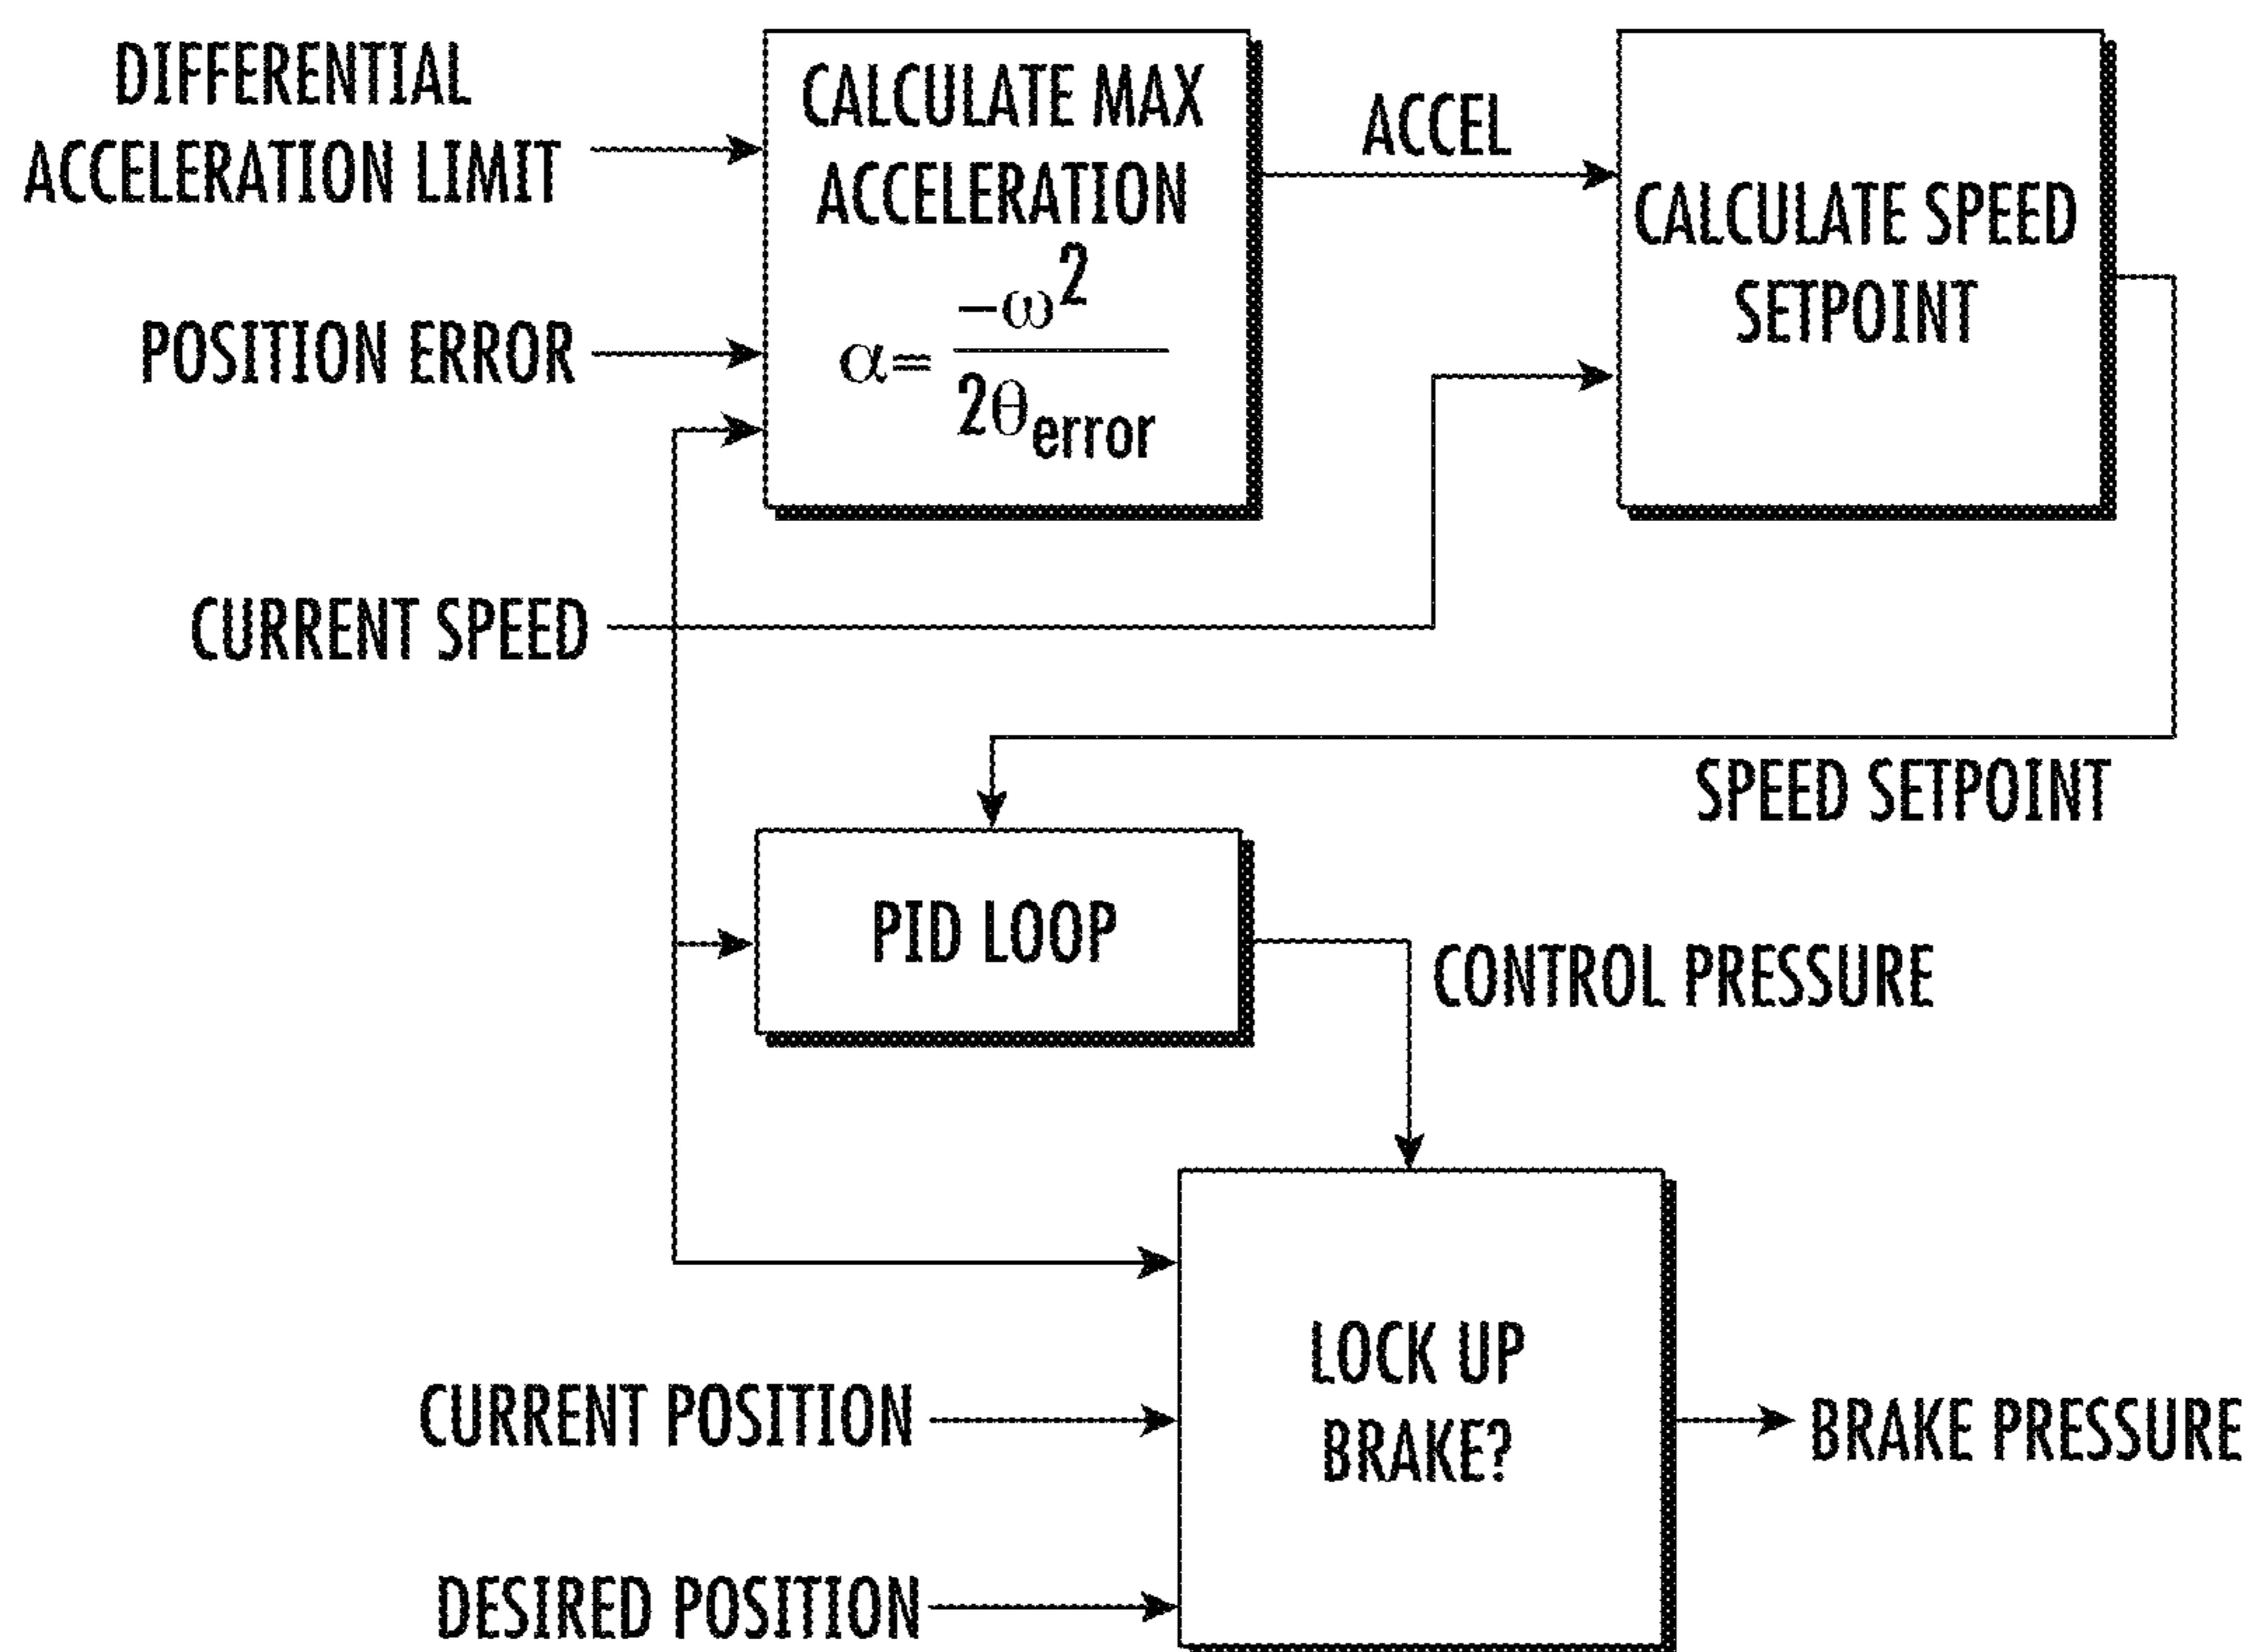 DIFFERENTIAL
ACCELERATION LIMIT
CALCULATE MAX
ACCELERATION
α = -ω² / 2θerror
ACCEL
CALCULATE SPEED
SETPOINT
POSITION ERROR
CURRENT SPEED
SPEED SETPOINT
PID LOOP
CONTROL PRESSURE
LOCK UP
BRAKE?
CURRENT POSITION
BRAKE PRESSURE
DESIRED POSITION